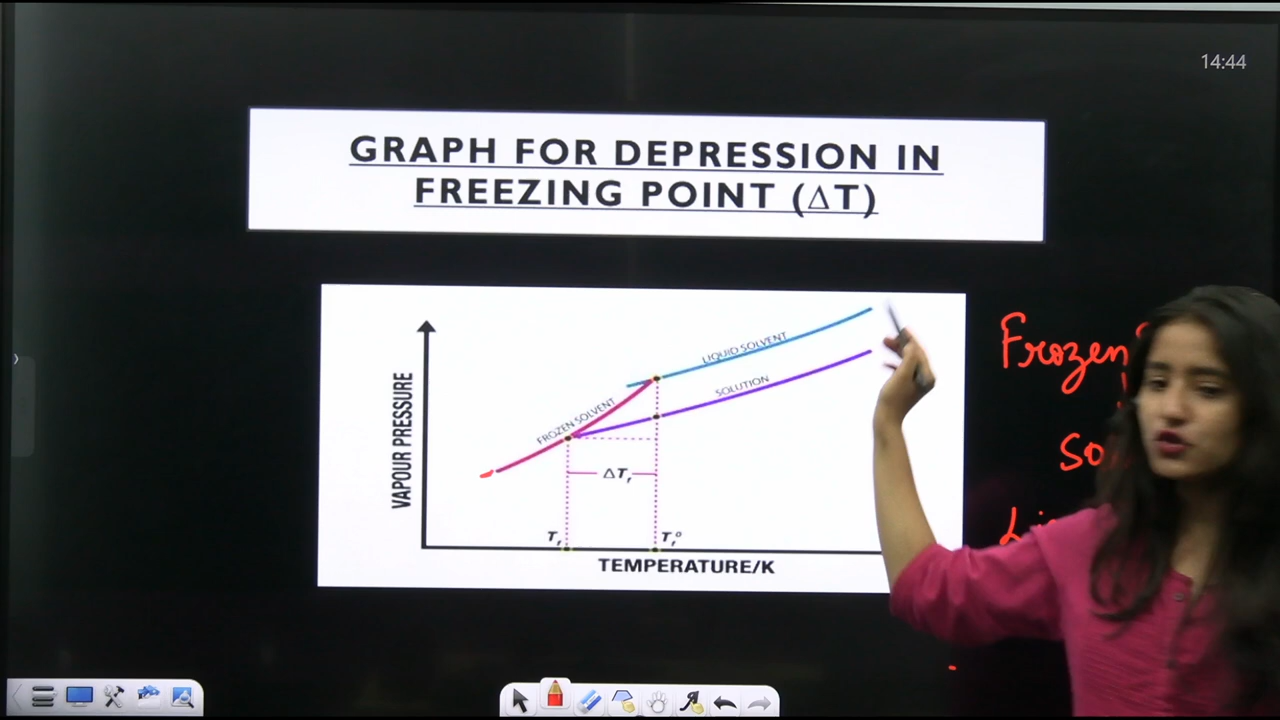 14:44
GRAPH FOR DEPRESSION IN
FREEZING POINT (ΔT)
Frozen
LIQUID SOLVENT
SOLUTION
FROZEN SOLVENT
VAPOUR PRESSURE
ΔTf
Tf
Tf°
TEMPERATURE/K